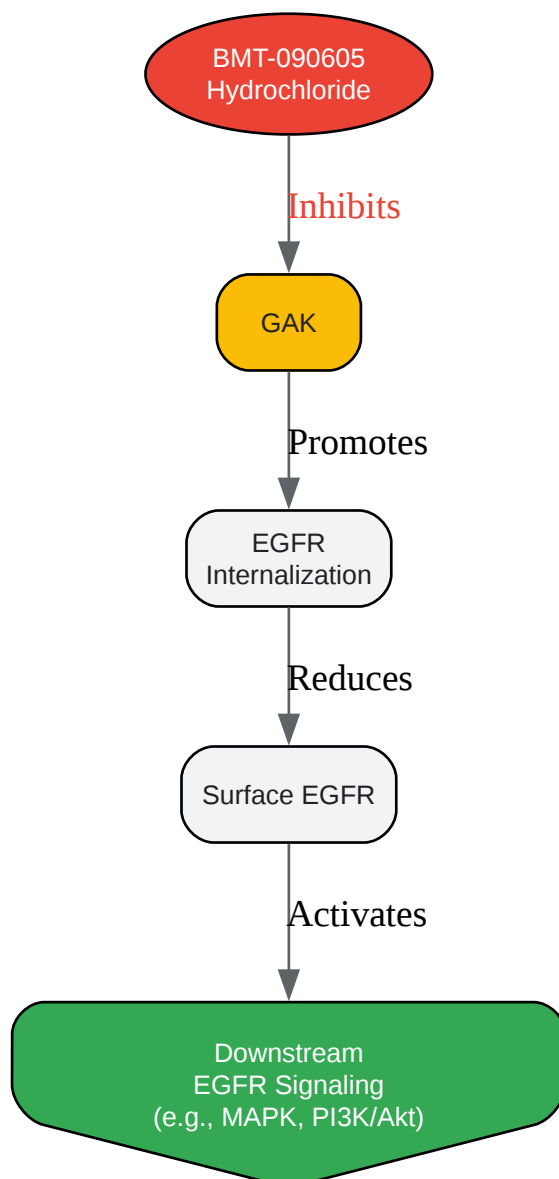 BMT-090605
Hydrochloride
Inhibits
GAK
Promotes
EGFR
Internalization
Reduces
Surface EGFR
Activates
Downstream
EGFR Signaling
(e.g., MAPK, PI3K/Akt)